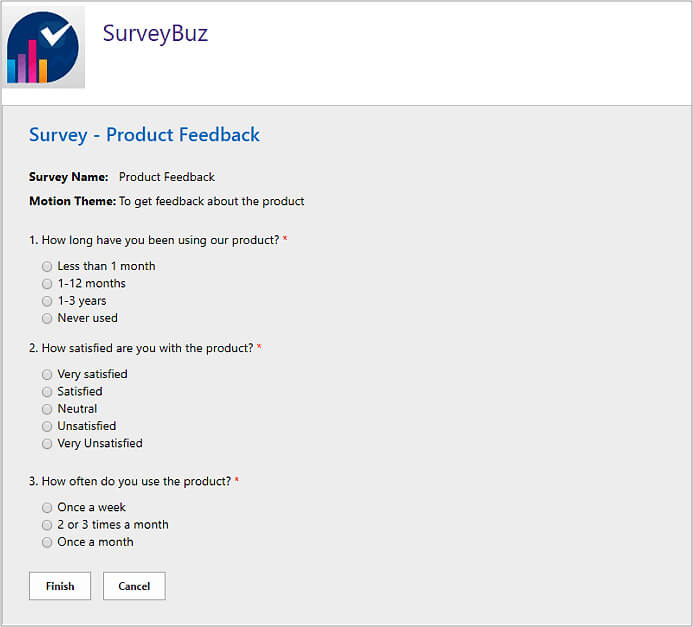 SurveyBuz
Survey - Product Feedback
Survey Name: Product Feedback
Motion Theme: To get feedback about the product
1. How long have you been using our product? *
Less than 1 month
1-12 months
1-3 years
Never used
2. How satisfied are you with the product? *
Very satisfied
Satisfied
Neutral
Unsatisfied
Very Unsatisfied
3. How often do you use the product? *
Once a week
2 or 3 times a month
Once a month
Finish Cancel